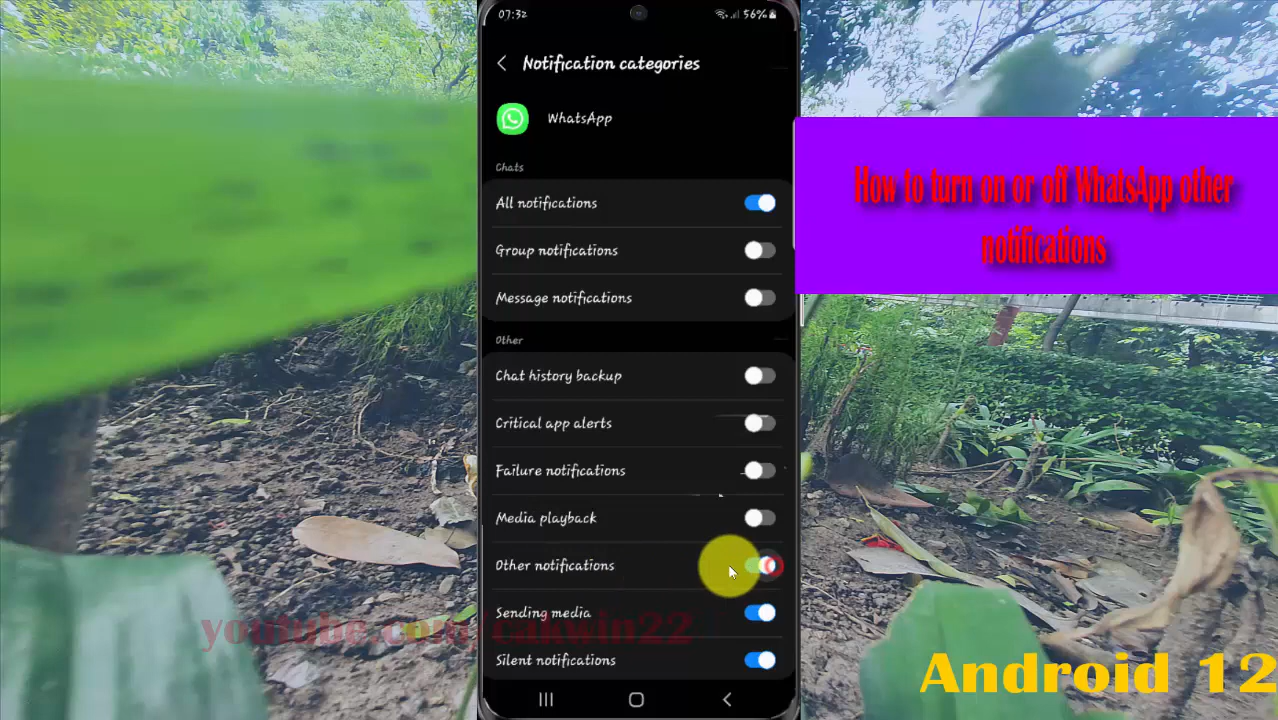 07:32
56%
Notification categories
WhatsApp
Chats
All notifications
Group notifications
Message notifications
Other
Chat history backup
Critical app alerts
Failure notifications
Media playback
Other notifications
Sending media
Silent notifications
How to turn on or off WhatsApp other
notifications
youtube.com/cakwin22
Android 12